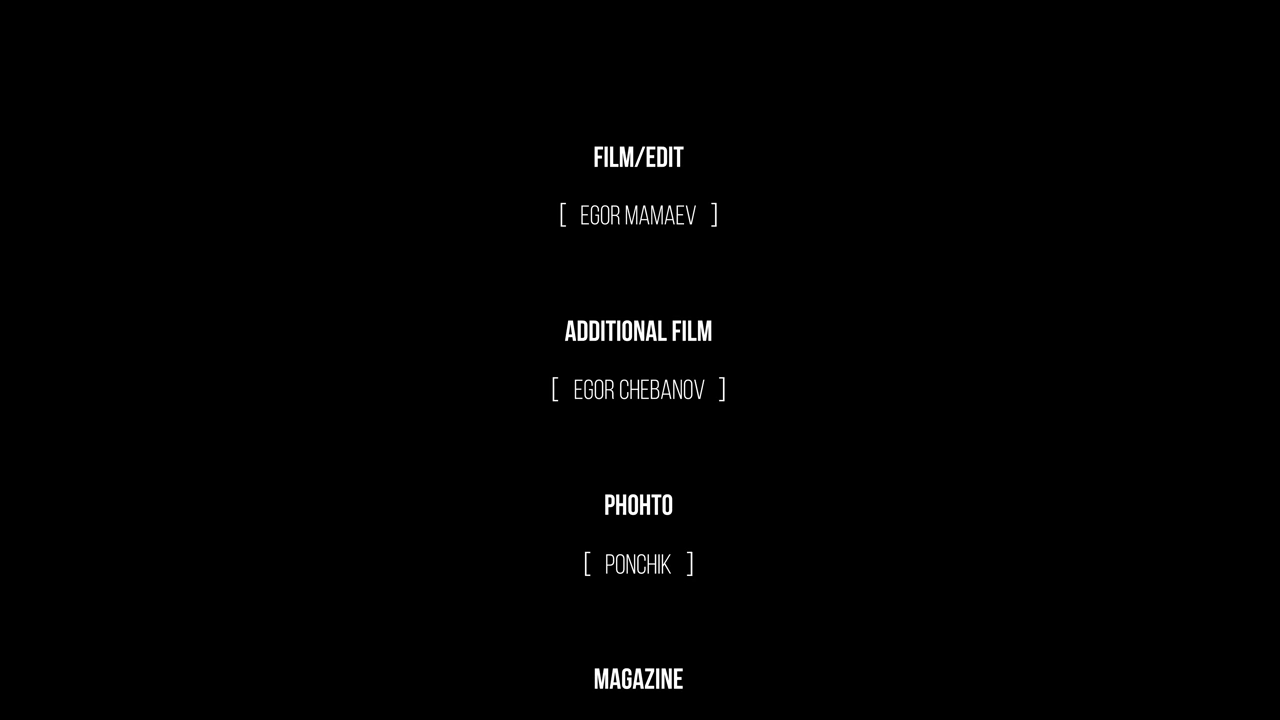 FILM/EDIT
[ EGOR MAMAEV ]
ADDITIONAL FILM
[ EGOR CHEBANOV ]
PHOHTO
[ PONCHIK ]
MAGAZINE